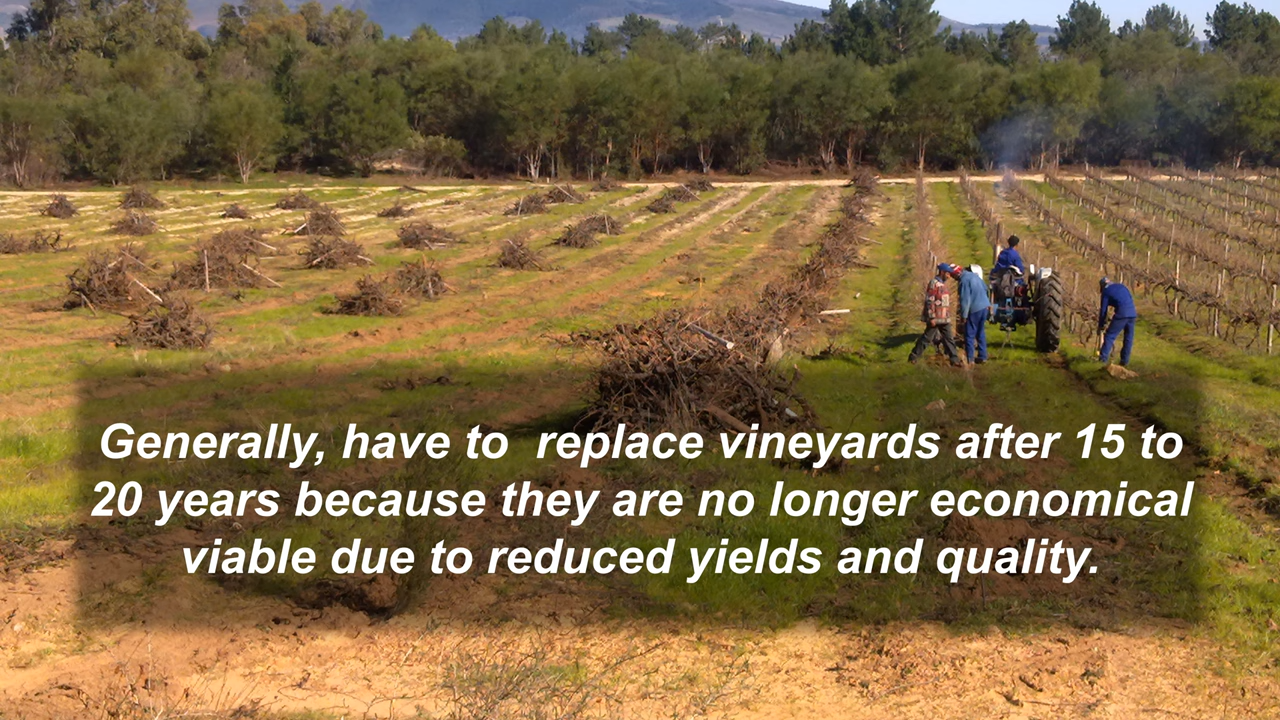 Generally, have to  replace vineyards after 15 to
20 years because they are no longer economical
viable due to reduced yields and quality.